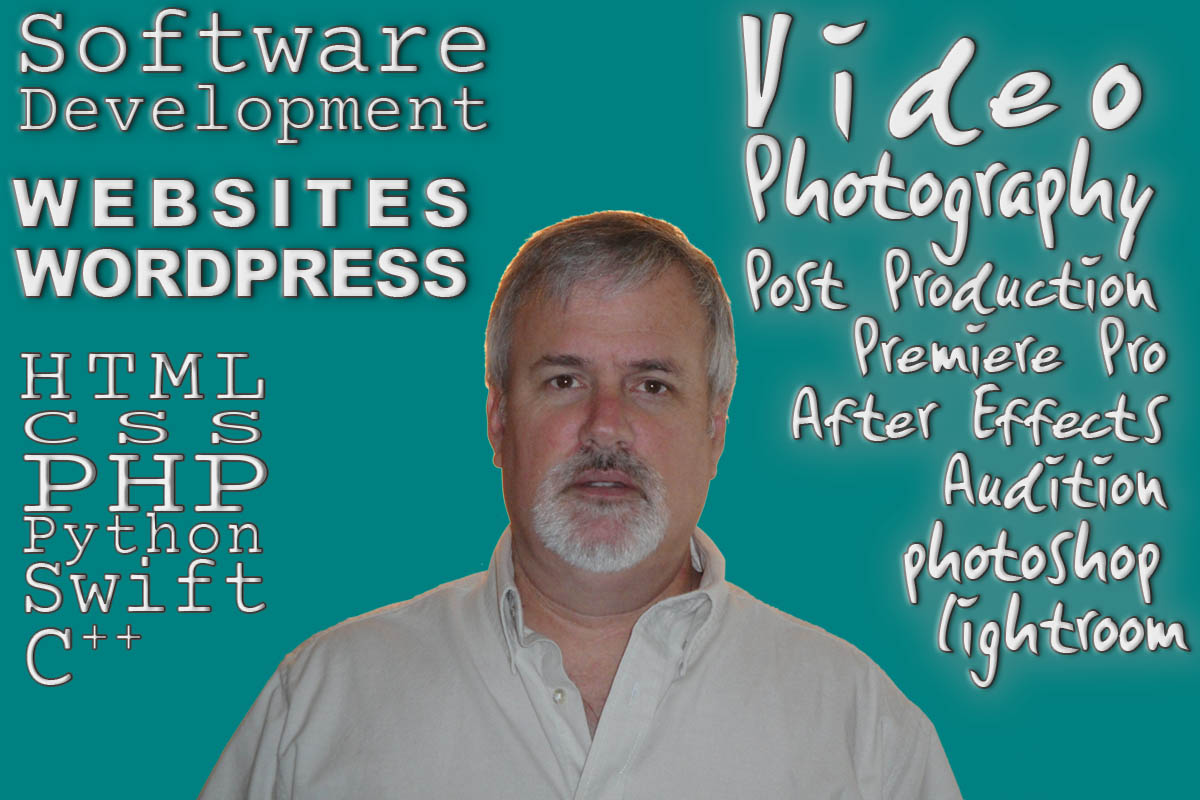 Software
Development
WEBSITES
WORDPRESS
HTML
CSS
PHP
Python
Swift
C++
Video
Photography
Post Production
Premiere Pro
After Effects
Audition
photoshop
lightroom